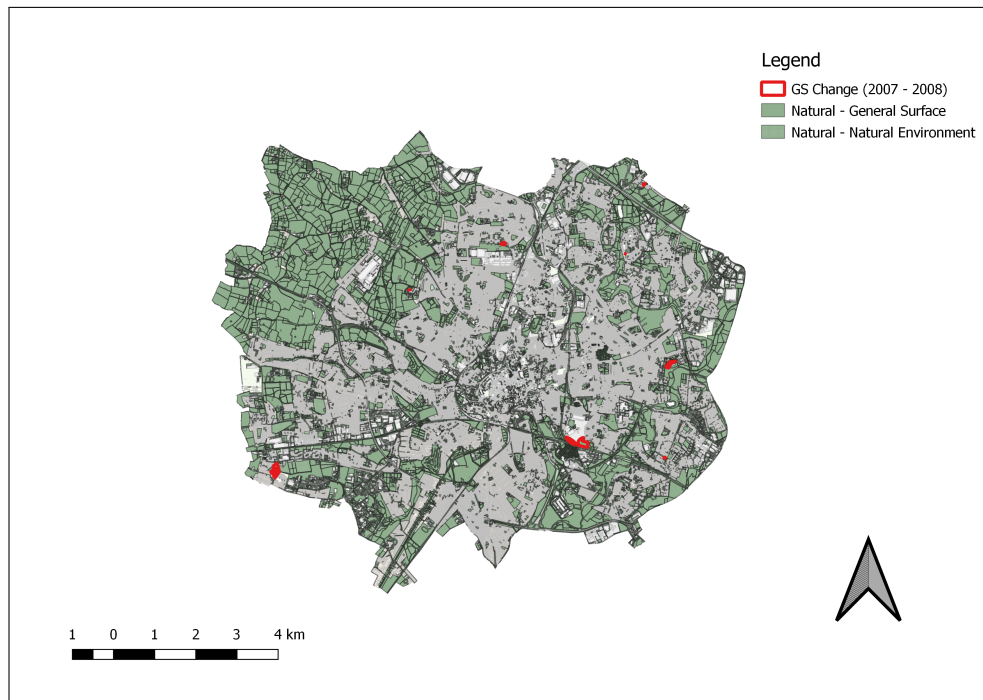 Legend
GS Change (2007 - 2008)
Natural - General Surface
Natural - Natural Environment
1 0 1 2 3 4 km